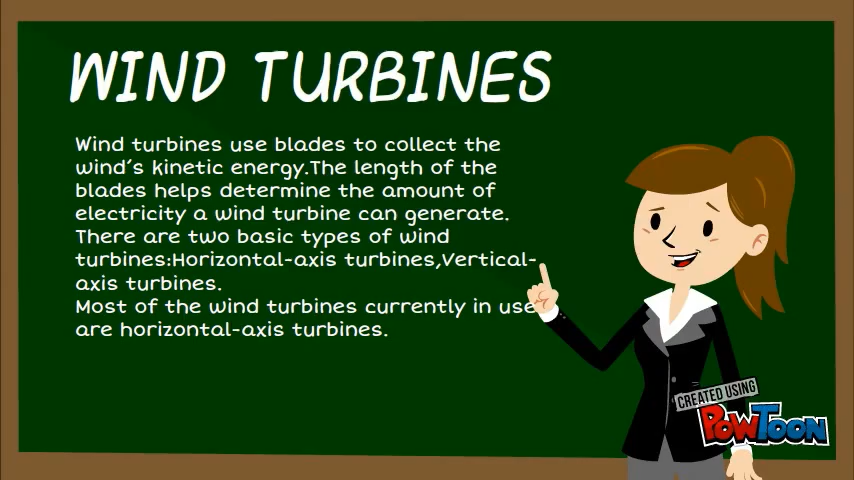 WIND TURBINES
Wind turbines use blades to collect the
wind's kinetic energy.The length of the
blades helps determine the amount of
electricity a wind turbine can generate.
There are two basic types of wind
turbines:Horizontal-axis turbines,Vertical-
axis turbines.
Most of the wind turbines currently in use
are horizontal-axis turbines.
CREATED USING
POWTOON